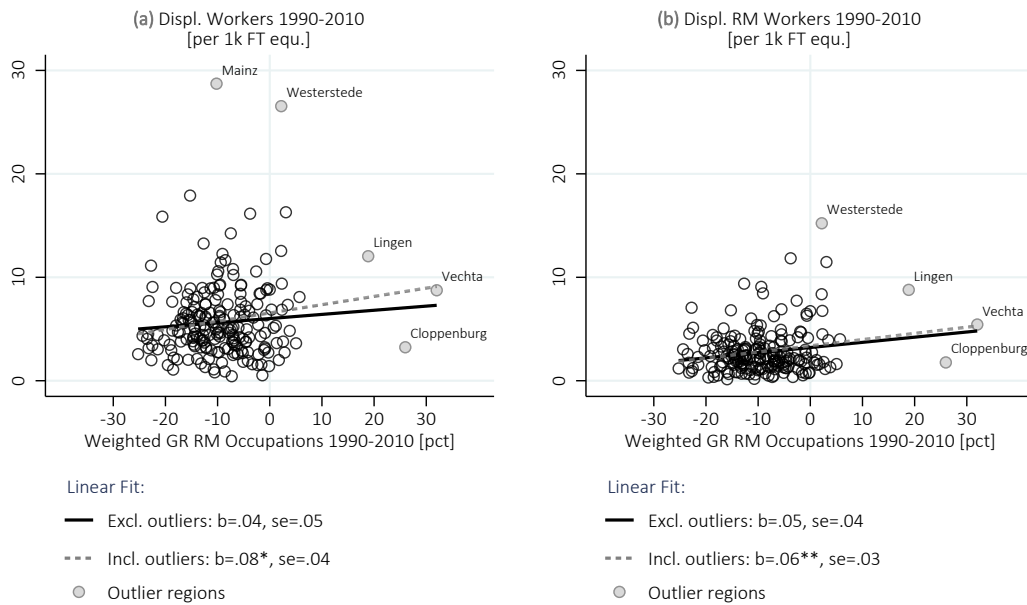 (a) Displ. Workers 1990-2010
[per 1k FT equ.]
30
20
10
0
Mainz
Westerstede
Lingen
Vechta
Cloppenburg
-30 -20 -10 0 10 20 30
Weighted GR RM Occupations 1990-2010 [pct]
Linear Fit:
Excl. outliers: b=.04, se=.05
Incl. outliers: b=.08*, se=.04
Outlier regions
(b) Displ. RM Workers 1990-2010
[per 1k FT equ.]
30
20
10
0
Westerstede
Lingen
Vechta
Cloppenburg
-30 -20 -10 0 10 20 30
Weighted GR RM Occupations 1990-2010 [pct]
Linear Fit:
Excl. outliers: b=.05, se=.04
Incl. outliers: b=.06**, se=.03
Outlier regions